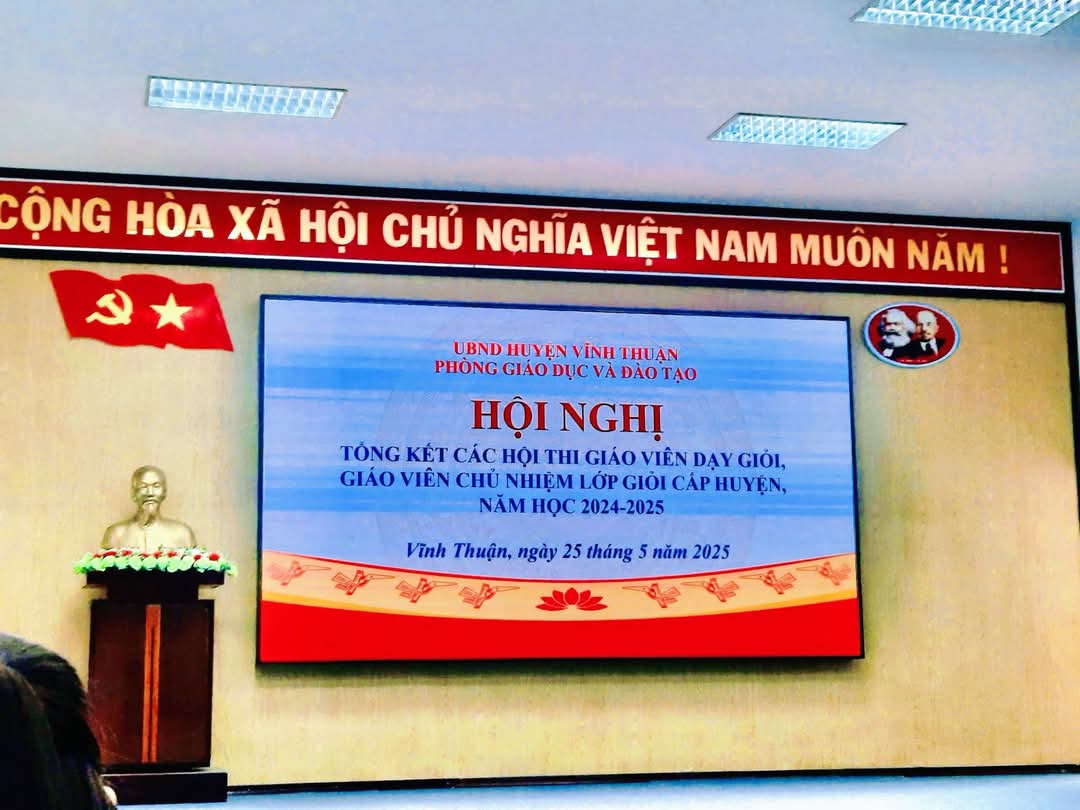 CỘNG HÒA XÃ HỘI CHỦ NGHĨA VIỆT NAM MUÔN NĂM !
UBND HUYỆN VĨNH THUẬN
PHÒNG GIÁO DỤC VÀ ĐÀO TẠO
HỘI NGHỊ
TỔNG KẾT CÁC HỘI THI GIÁO VIÊN DẠY GIỎI,
GIÁO VIÊN CHỦ NHIỆM LỚP GIỎI CẤP HUYỆN,
NĂM HỌC 2024-2025
Vĩnh Thuận, ngày 25 tháng 5 năm 2025